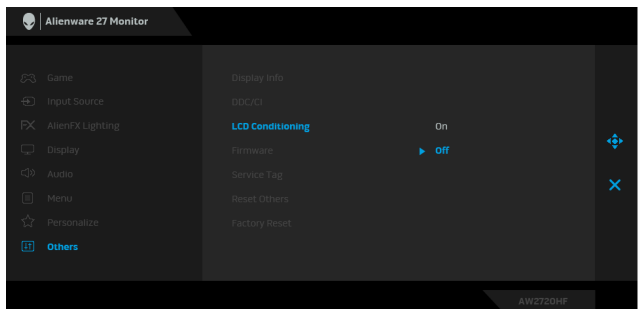 Alienware 27 Monitor
Game
Display Info
Input Source
DDC/CI
FX AlienFX Lighting
LCD Conditioning On
Display
Firmware Off
Audio
Service Tag
Menu
Reset Others
Personalize
Factory Reset
Others
AW2720HF